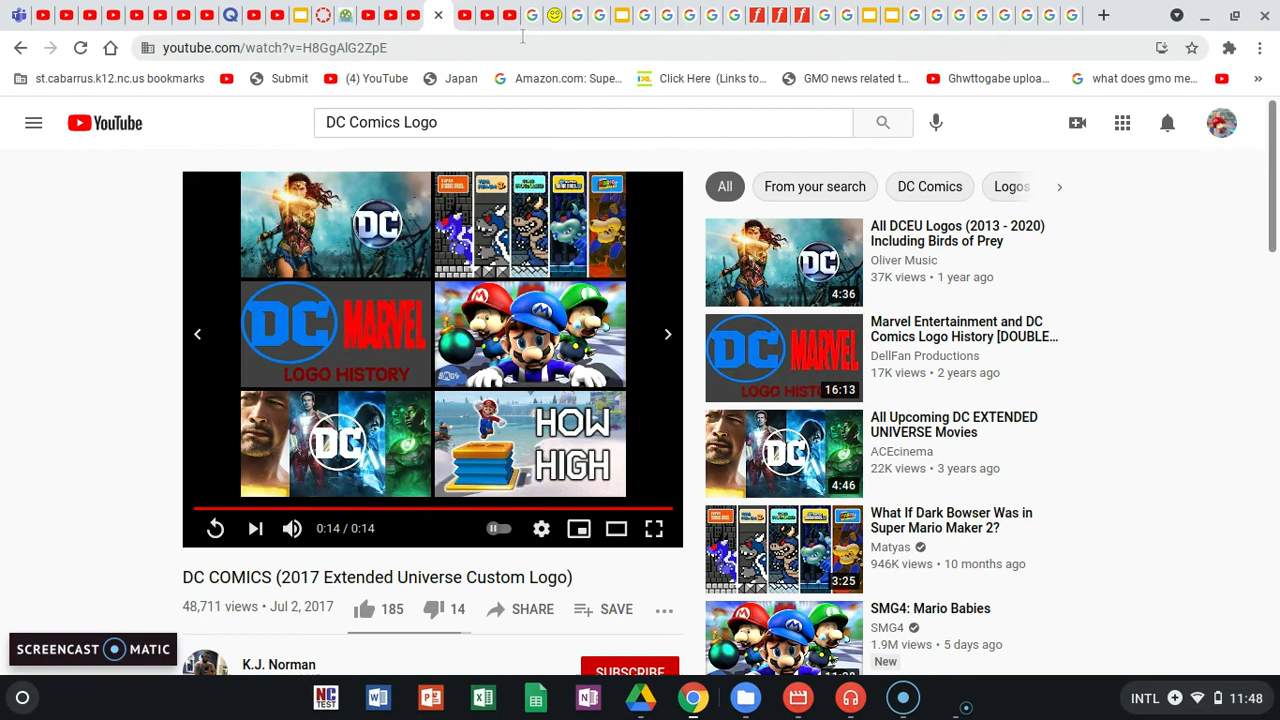 youtube.com/watch?v=H8GgAlG2ZpE
st.cabarrus.k12.nc.us bookmarks
Submit
(4) YouTube
Japan
Amazon.com: Supe...
Click Here (Links to...
GMO news related t...
Ghwttogabe uploa...
what does gmo me...
YouTube
DC Comics Logo
DC
DC MARVEL
LOGO HISTORY
DC
HOW
HIGH
0:14 / 0:14
DC COMICS (2017 Extended Universe Custom Logo)
48,711 views • Jul 2, 2017
185
14
SHARE
SAVE
K.J. Norman
SUBSCRIBE
All
From your search
DC Comics
Logos
DC
4:36
All DCEU Logos (2013 - 2020)
Including Birds of Prey
Oliver Music
37K views • 1 year ago
DC MARVEL
16:13
Marvel Entertainment and DC
Comics Logo History [DOUBLE...
DellFan Productions
17K views • 2 years ago
DC
4:46
All Upcoming DC EXTENDED
UNIVERSE Movies
ACEcinema
22K views • 3 years ago
3:25
What If Dark Bowser Was in
Super Mario Maker 2?
Matyas
946K views • 10 months ago
SMG4: Mario Babies
SMG4
1.9M views • 5 days ago
New
SCREENCAST MATIC
NC
TEST
INTL
11:48